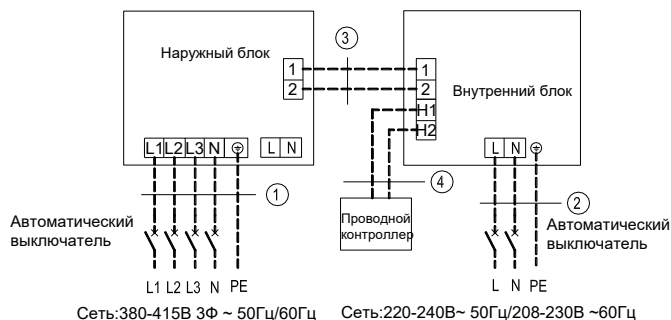 Наружный блок
1
2
L1 L2 L3 N
L N
3
1
2
H1
H2
Внутренний блок
L N
1
Автоматический
выключатель
L1 L2 L3 N PE
Сеть:380-415В 3Ф ~ 50Гц/60Гц
4
Проводной
контроллер
2
Автоматический
выключатель
L N PE
Сеть:220-240В~ 50Гц/208-230В ~60Гц